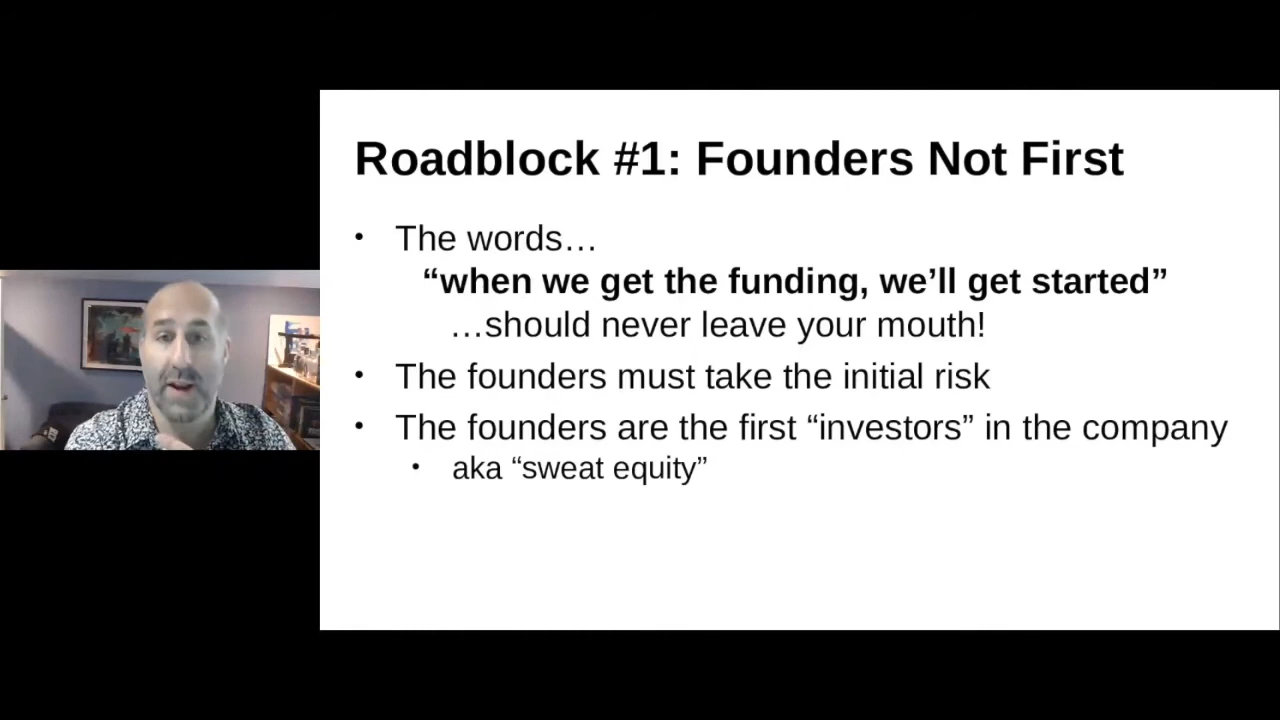 Roadblock #1: Founders Not First
• The words…
“when we get the funding, we’ll get started”
…should never leave your mouth!
• The founders must take the initial risk
• The founders are the first “investors” in the company
• aka “sweat equity”